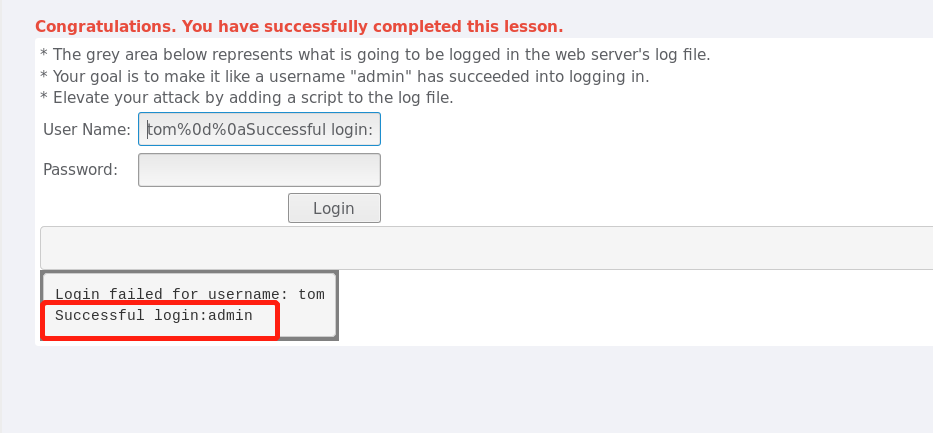 Congratulations. You have successfully completed this lesson.
* The grey area below represents what is going to be logged in the web server's log file.
* Your goal is to make it like a username "admin" has succeeded into logging in.
* Elevate your attack by adding a script to the log file.
User Name: tom%0d%0aSuccessful login:
Password:
Login
Login failed for username: tom
Successful login:admin